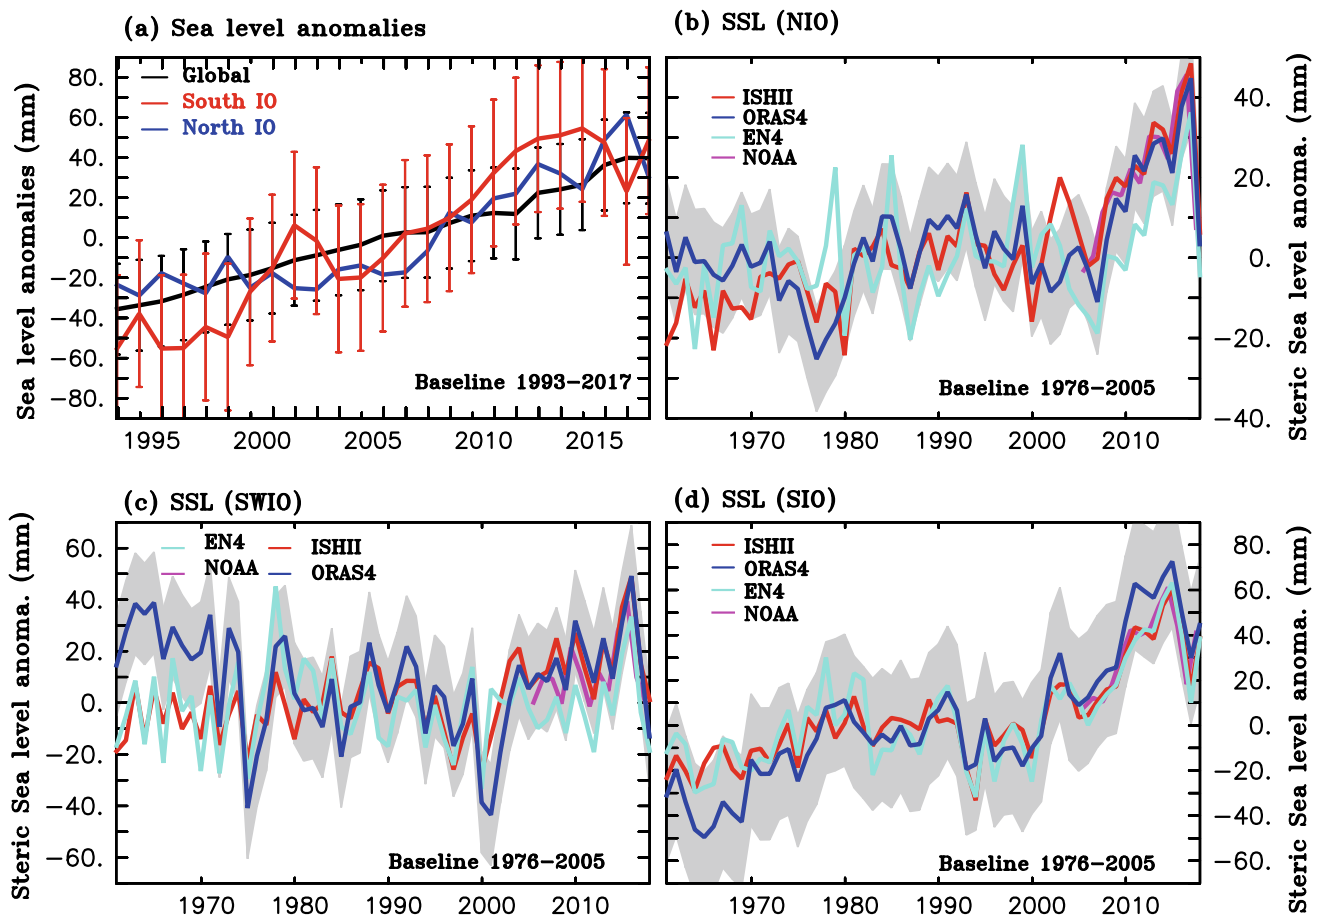 (a) Sea level anomalies
Sea level anomalies (mm)
80.
60.
40.
20.
0.
−20.
−40.
−60.
−80.
Global
South IO
North IO
Baseline 1993−2017
1995 2000 2005 2010 2015
(b) SSL (NIO)
ISHII
ORAS4
EN4
NOAA
Baseline 1976−2005
40.
20.
0.
−20.
−40.
Steric Sea level anoma. (mm)
1970 1980 1990 2000 2010
(c) SSL (SWIO)
Steric Sea level anoma. (mm)
60.
40.
20.
0.
−20.
−40.
−60.
EN4 ISHII
NOAA ORAS4
Baseline 1976−2005
1970 1980 1990 2000 2010
(d) SSL (SIO)
ISHII
ORAS4
EN4
NOAA
Baseline 1976−2005
80.
60.
40.
20.
0.
−20.
−40.
−60.
Steric Sea level anoma. (mm)
1970 1980 1990 2000 2010